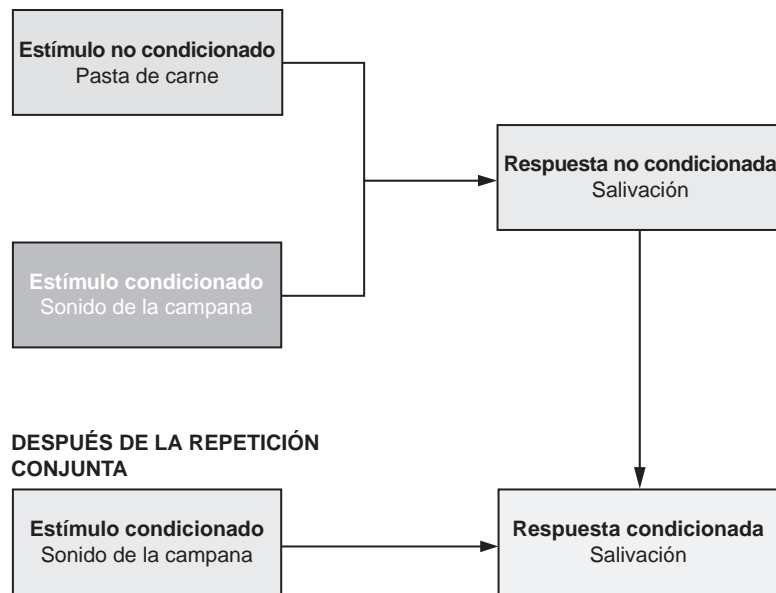 Estímulo no condicionado
Pasta de carne
Respuesta no condicionada
Salivación
Estímulo condicionado
Sonido de la campana
DESPUÉS DE LA REPETICIÓN
CONJUNTA
Estímulo condicionado
Sonido de la campana
Respuesta condicionada
Salivación